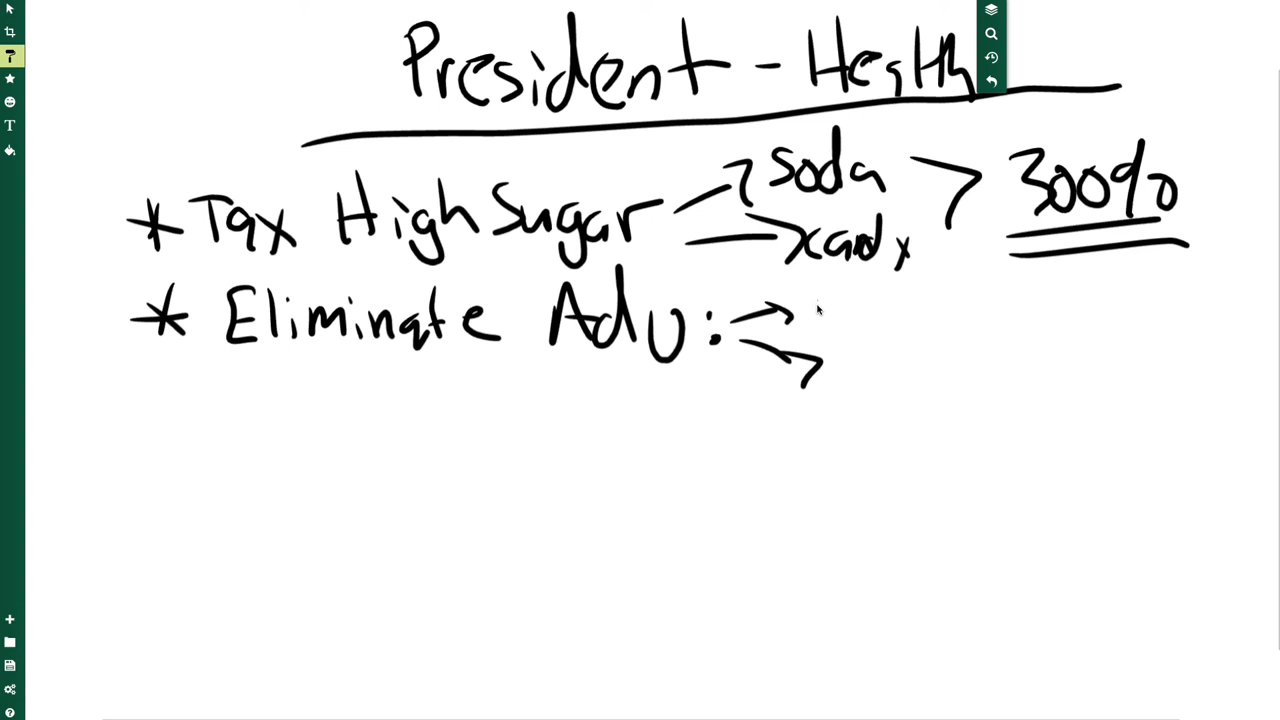 President - Health
* Tax High Sugar → soda > 300%
* Eliminate Adv:
T
?